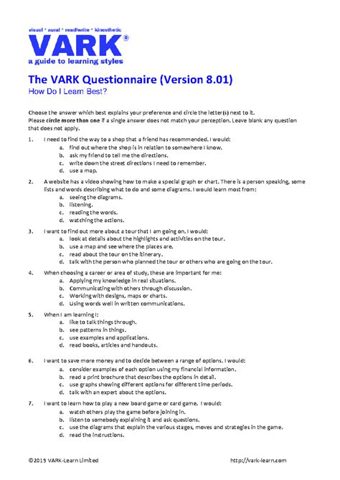 visual * aural * read/write * kinesthetic
VARK®
a guide to learning styles
The VARK Questionnaire (Version 8.01)
How Do I Learn Best?
Choose the answer which best explains your preference and circle the letter(s) next to it.
Please circle more than one if a single answer does not match your perception. Leave blank any question
that does not apply.
1. I need to find the way to a shop that a friend has recommended. I would:
a. find out where the shop is in relation to somewhere I know.
b. ask my friend to tell me the directions.
c. write down the street directions I need to remember.
d. use a map.
2. A website has a video showing how to make a special graph or chart. There is a person speaking, some
lists and words describing what to do and some diagrams. I would learn most from:
a. seeing the diagrams.
b. listening.
c. reading the words.
d. watching the actions.
3. I want to find out more about a tour that I am going on. I would:
a. look at details about the highlights and activities on the tour.
b. use a map and see where the places are.
c. read about the tour on the itinerary.
d. talk with the person who planned the tour or others who are going on the tour.
4. When choosing a career or area of study, these are important for me:
a. Applying my knowledge in real situations.
b. Communicating with others through discussion.
c. Working with designs, maps or charts.
d. Using words well in written communications.
5. When I am learning I:
a. like to talk things through.
b. see patterns in things.
c. use examples and applications.
d. read books, articles and handouts.
6. I want to save more money and to decide between a range of options. I would:
a. consider examples of each option using my financial information.
b. read a print brochure that describes the options in detail.
c. use graphs showing different options for different time periods.
d. talk with an expert about the options.
7. I want to learn how to play a new board game or card game. I would:
a. watch others play the game before joining in.
b. listen to somebody explaining it and ask questions.
c. use the diagrams that explain the various stages, moves and strategies in the game.
d. read the instructions.
©2015 VARK-Learn Limited http://vark-learn.com